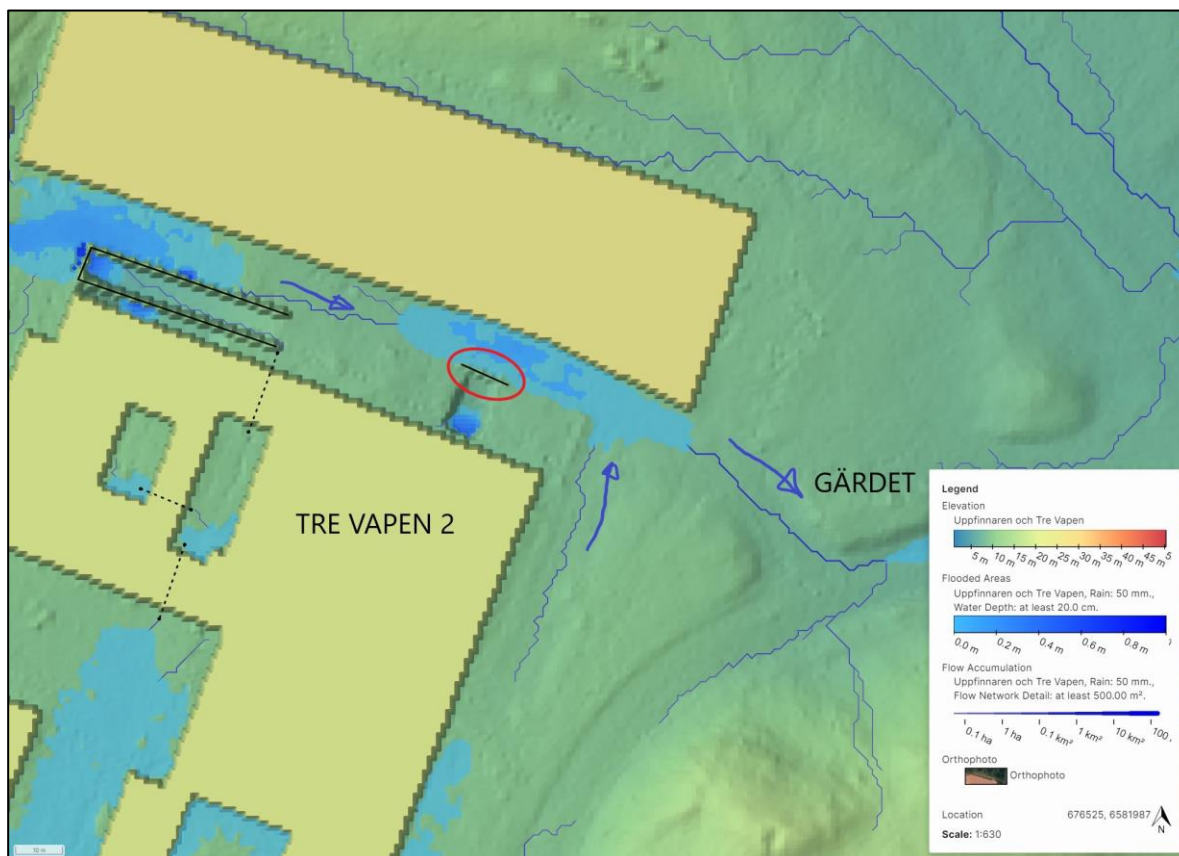 TRE VAPEN 2
GÄRDET
Legend
Elevation
Uppfinnaren och Tre Vapen
5 m 10 m 15 m 20 m 25 m 30 m 35 m 40 m 45 m 5
Flooded Areas
Uppfinnaren och Tre Vapen, Rain: 50 mm.,
Water Depth: at least 20.0 cm.
0.0 m 0.2 m 0.4 m 0.6 m 0.8 m
Flow Accumulation
Uppfinnaren och Tre Vapen, Rain: 50 mm.,
Flow Network Detail: at least 500.00 m².
0.1 ha 1 ha 0.1 km² 1 km² 10 km² 100
Orthophoto
Orthophoto
Location 676525, 6581987
N
Scale: 1:630
10 m